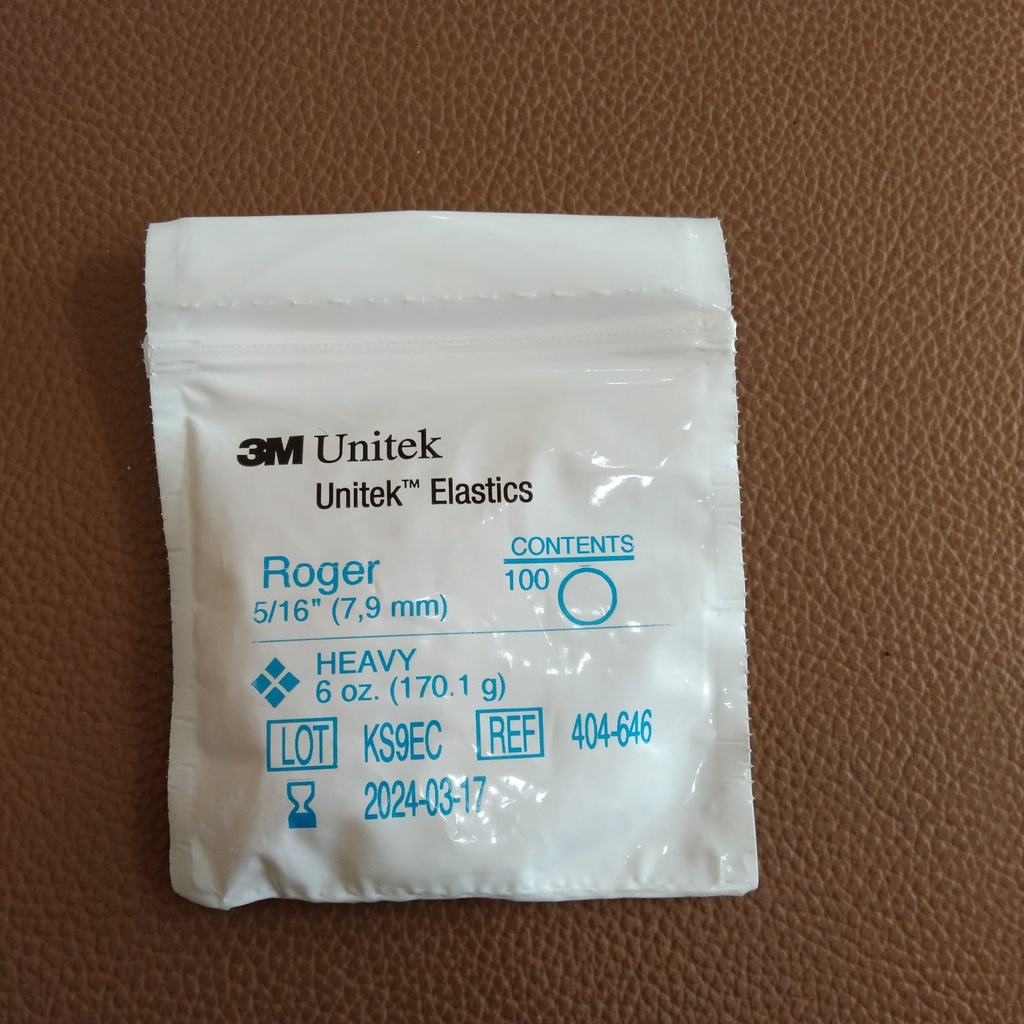 3M Unitek
Unitek™ Elastics
Roger
5/16" (7,9 mm)
CONTENTS
100
HEAVY
6 oz. (170.1 g)
LOT KS9EC REF 404-646
2024-03-17